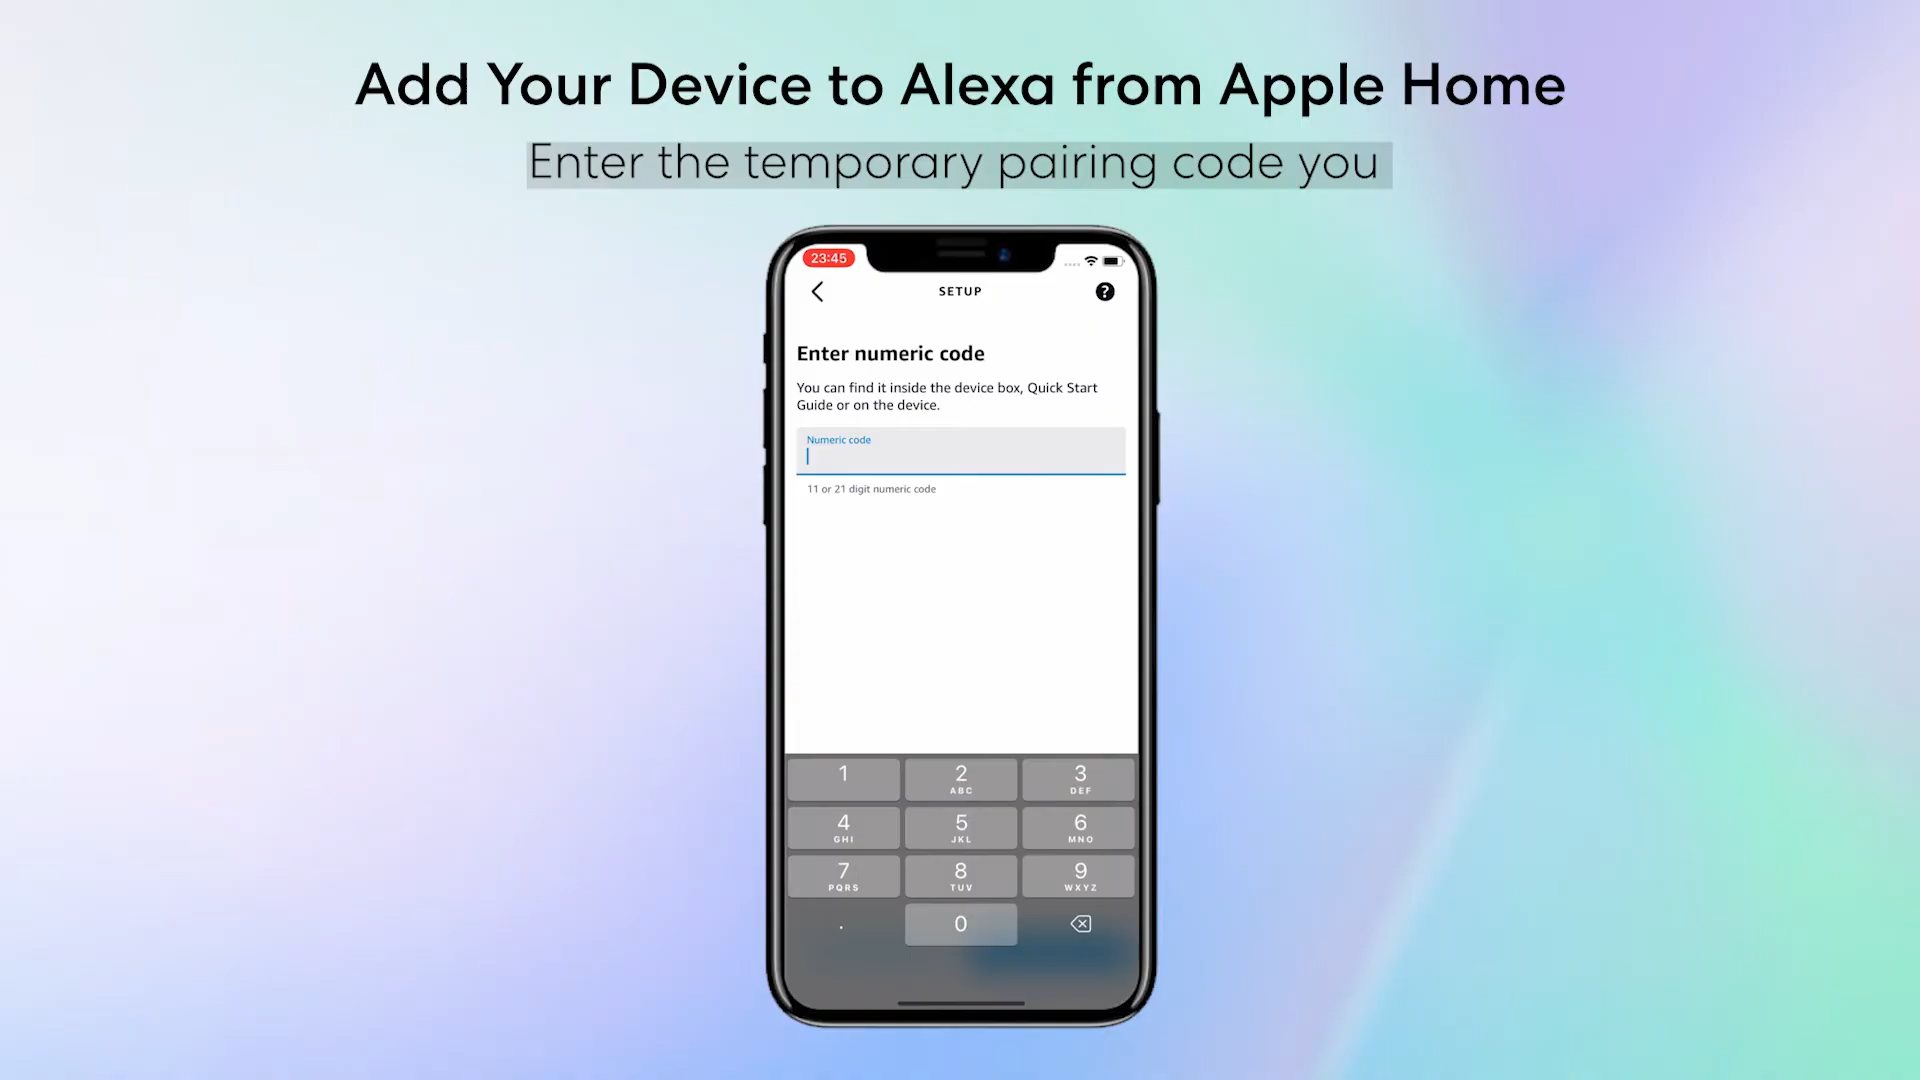 Add Your Device to Alexa from Apple Home
Enter the temporary pairing code you
23:45
SETUP
?
Enter numeric code
You can find it inside the device box, Quick Start
Guide or on the device.
Numeric code
11 or 21 digit numeric code
1
2
ABC
3
DEF
4
GHI
5
JKL
6
MNO
7
PQRS
8
TUV
9
WXYZ
.
0